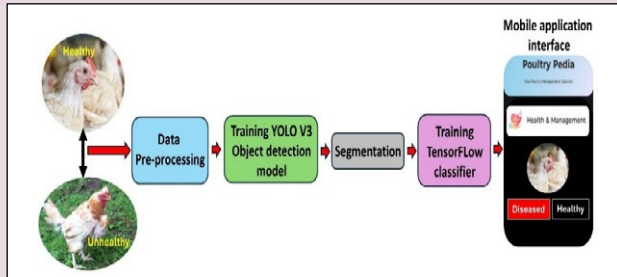 Healthy
Unhealthy
Data
Pre-processing
Training YOLO V3
Object detection
model
Segmentation
Training
TensorFLow
classifier
Mobile application
interface
Poultry Pedia
Health & Management
Diseased
Healthy